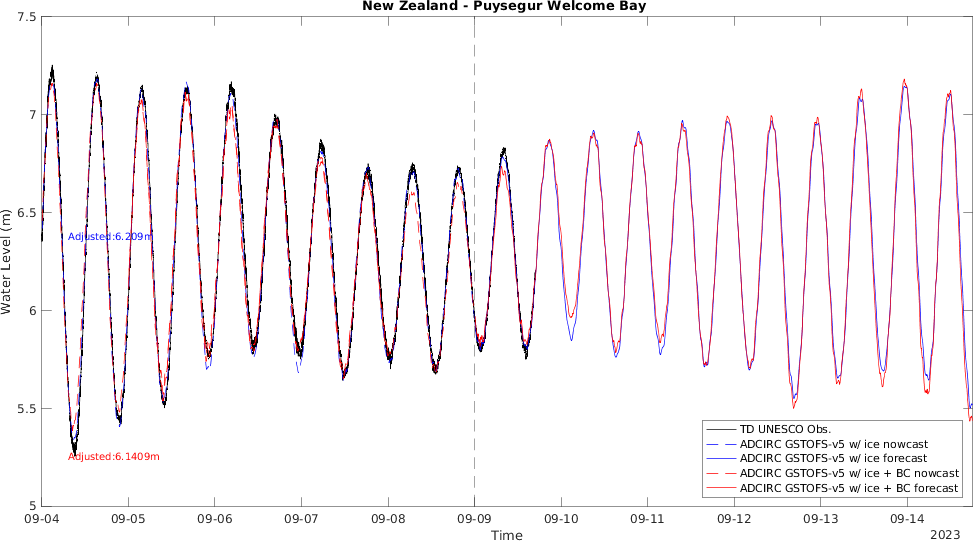 New Zealand - Puysegur Welcome Bay
7.5
7
6.5
6
5.5
5
Water Level (m)
Adjusted:6.209m
Adjusted:6.1409m
TD UNESCO Obs.
ADCIRC GSTOFS-v5 w/ ice nowcast
ADCIRC GSTOFS-v5 w/ ice forecast
ADCIRC GSTOFS-v5 w/ ice + BC nowcast
ADCIRC GSTOFS-v5 w/ ice + BC forecast
09-04 09-05 09-06 09-07 09-08 09-09 09-10 09-11 09-12 09-13 09-14
Time
2023